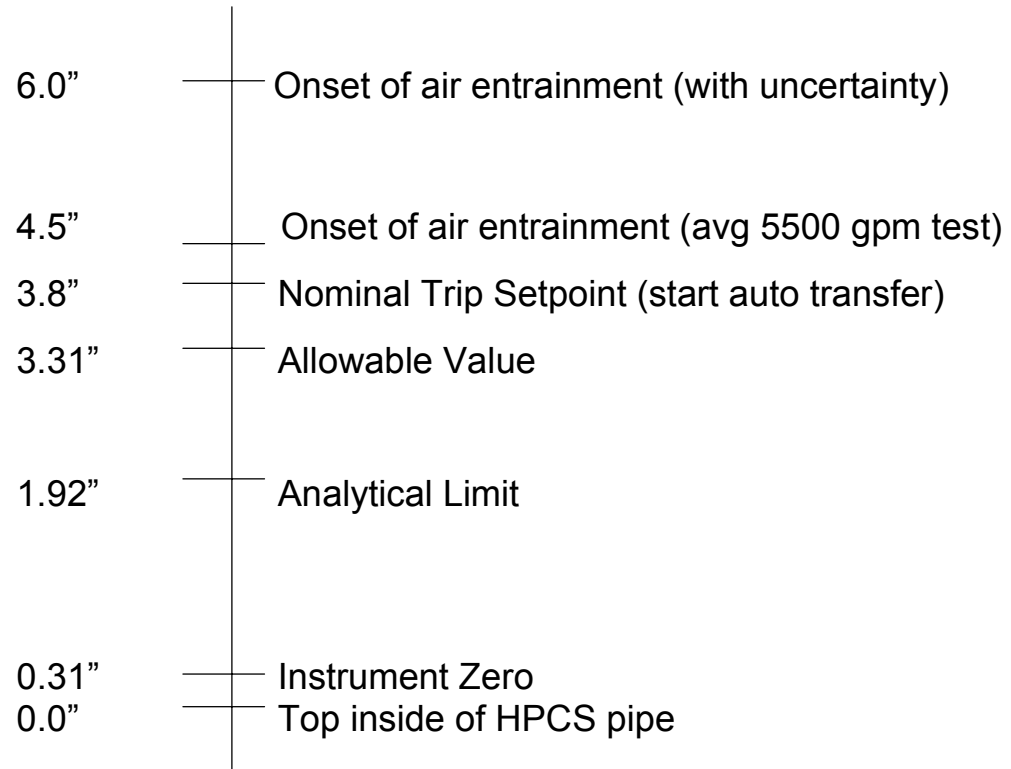 6.0” Onset of air entrainment (with uncertainty)
4.5” Onset of air entrainment (avg 5500 gpm test)
3.8” Nominal Trip Setpoint (start auto transfer)
3.31” Allowable Value
1.92” Analytical Limit
0.31” Instrument Zero
0.0” Top inside of HPCS pipe